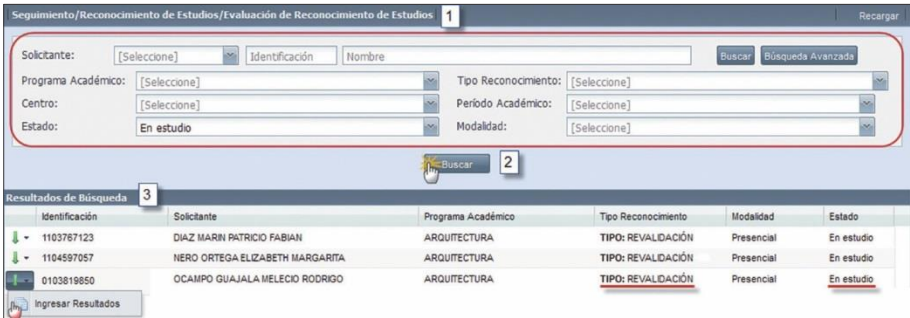 Seguimiento/Reconocimiento de Estudios/Evaluación de Reconocimiento de Estudios 1 Recargar
Solicitante: [Seleccione] Identificación Nombre Buscar Búsqueda Avanzada
Programa Académico: [Seleccione] Tipo Reconocimiento: [Seleccione]
Centro: [Seleccione] Período Académico: [Seleccione]
Estado: En estudio Modalidad: [Seleccione]
Buscar 2
Resultados de Búsqueda 3
Identificación Solicitante Programa Académico Tipo Reconocimiento Modalidad Estado
1103767123 DIAZ MARIN PATRICIO FABIAN ARQUITECTURA TIPO: REVALIDACIÓN Presencial En estudio
1104597057 NERO ORTEGA ELIZABETH MARGARITA ARQUITECTURA TIPO: REVALIDACIÓN Presencial En estudio
0103819850 OCAMPO GUAJALA MELECIO RODRIGO ARQUITECTURA TIPO: REVALIDACIÓN Presencial En estudio
Ingresar Resultados